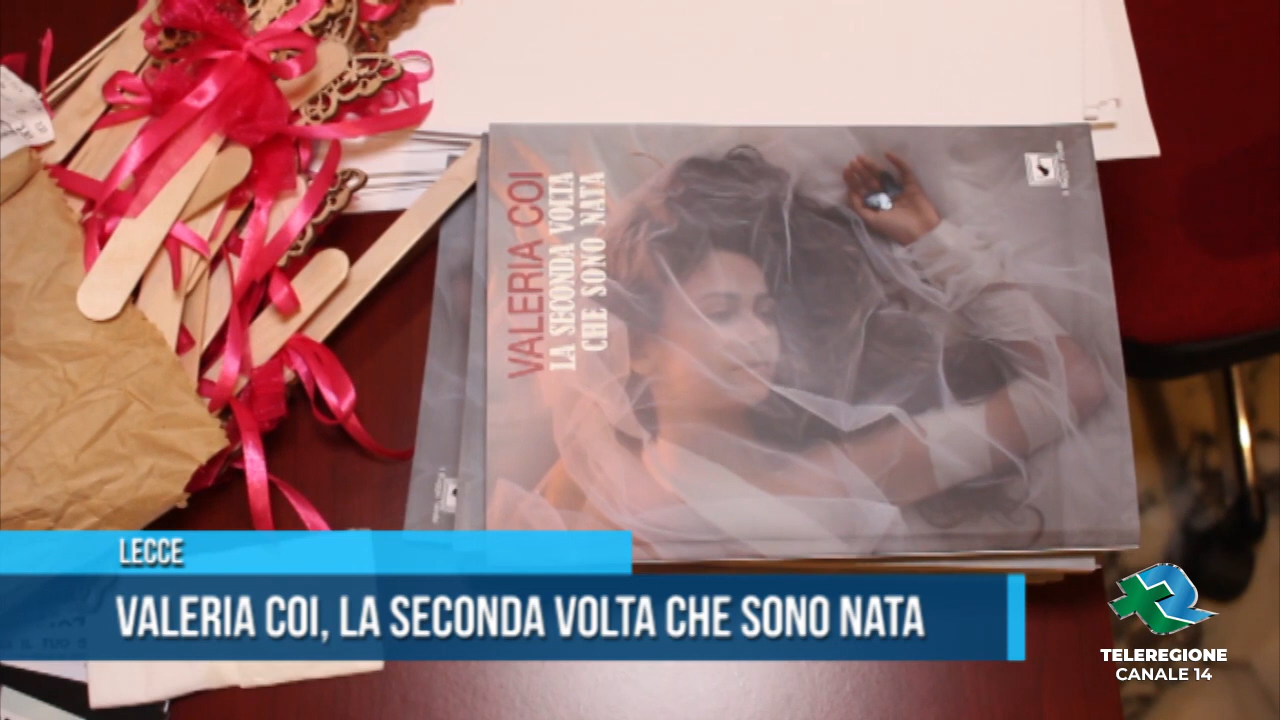 VALERIA COI
LA SECONDA VOLTA
CHE SONO NATA
LECCE
VALERIA COI, LA SECONDA VOLTA CHE SONO NATA
TELEREGIONE
CANALE 14